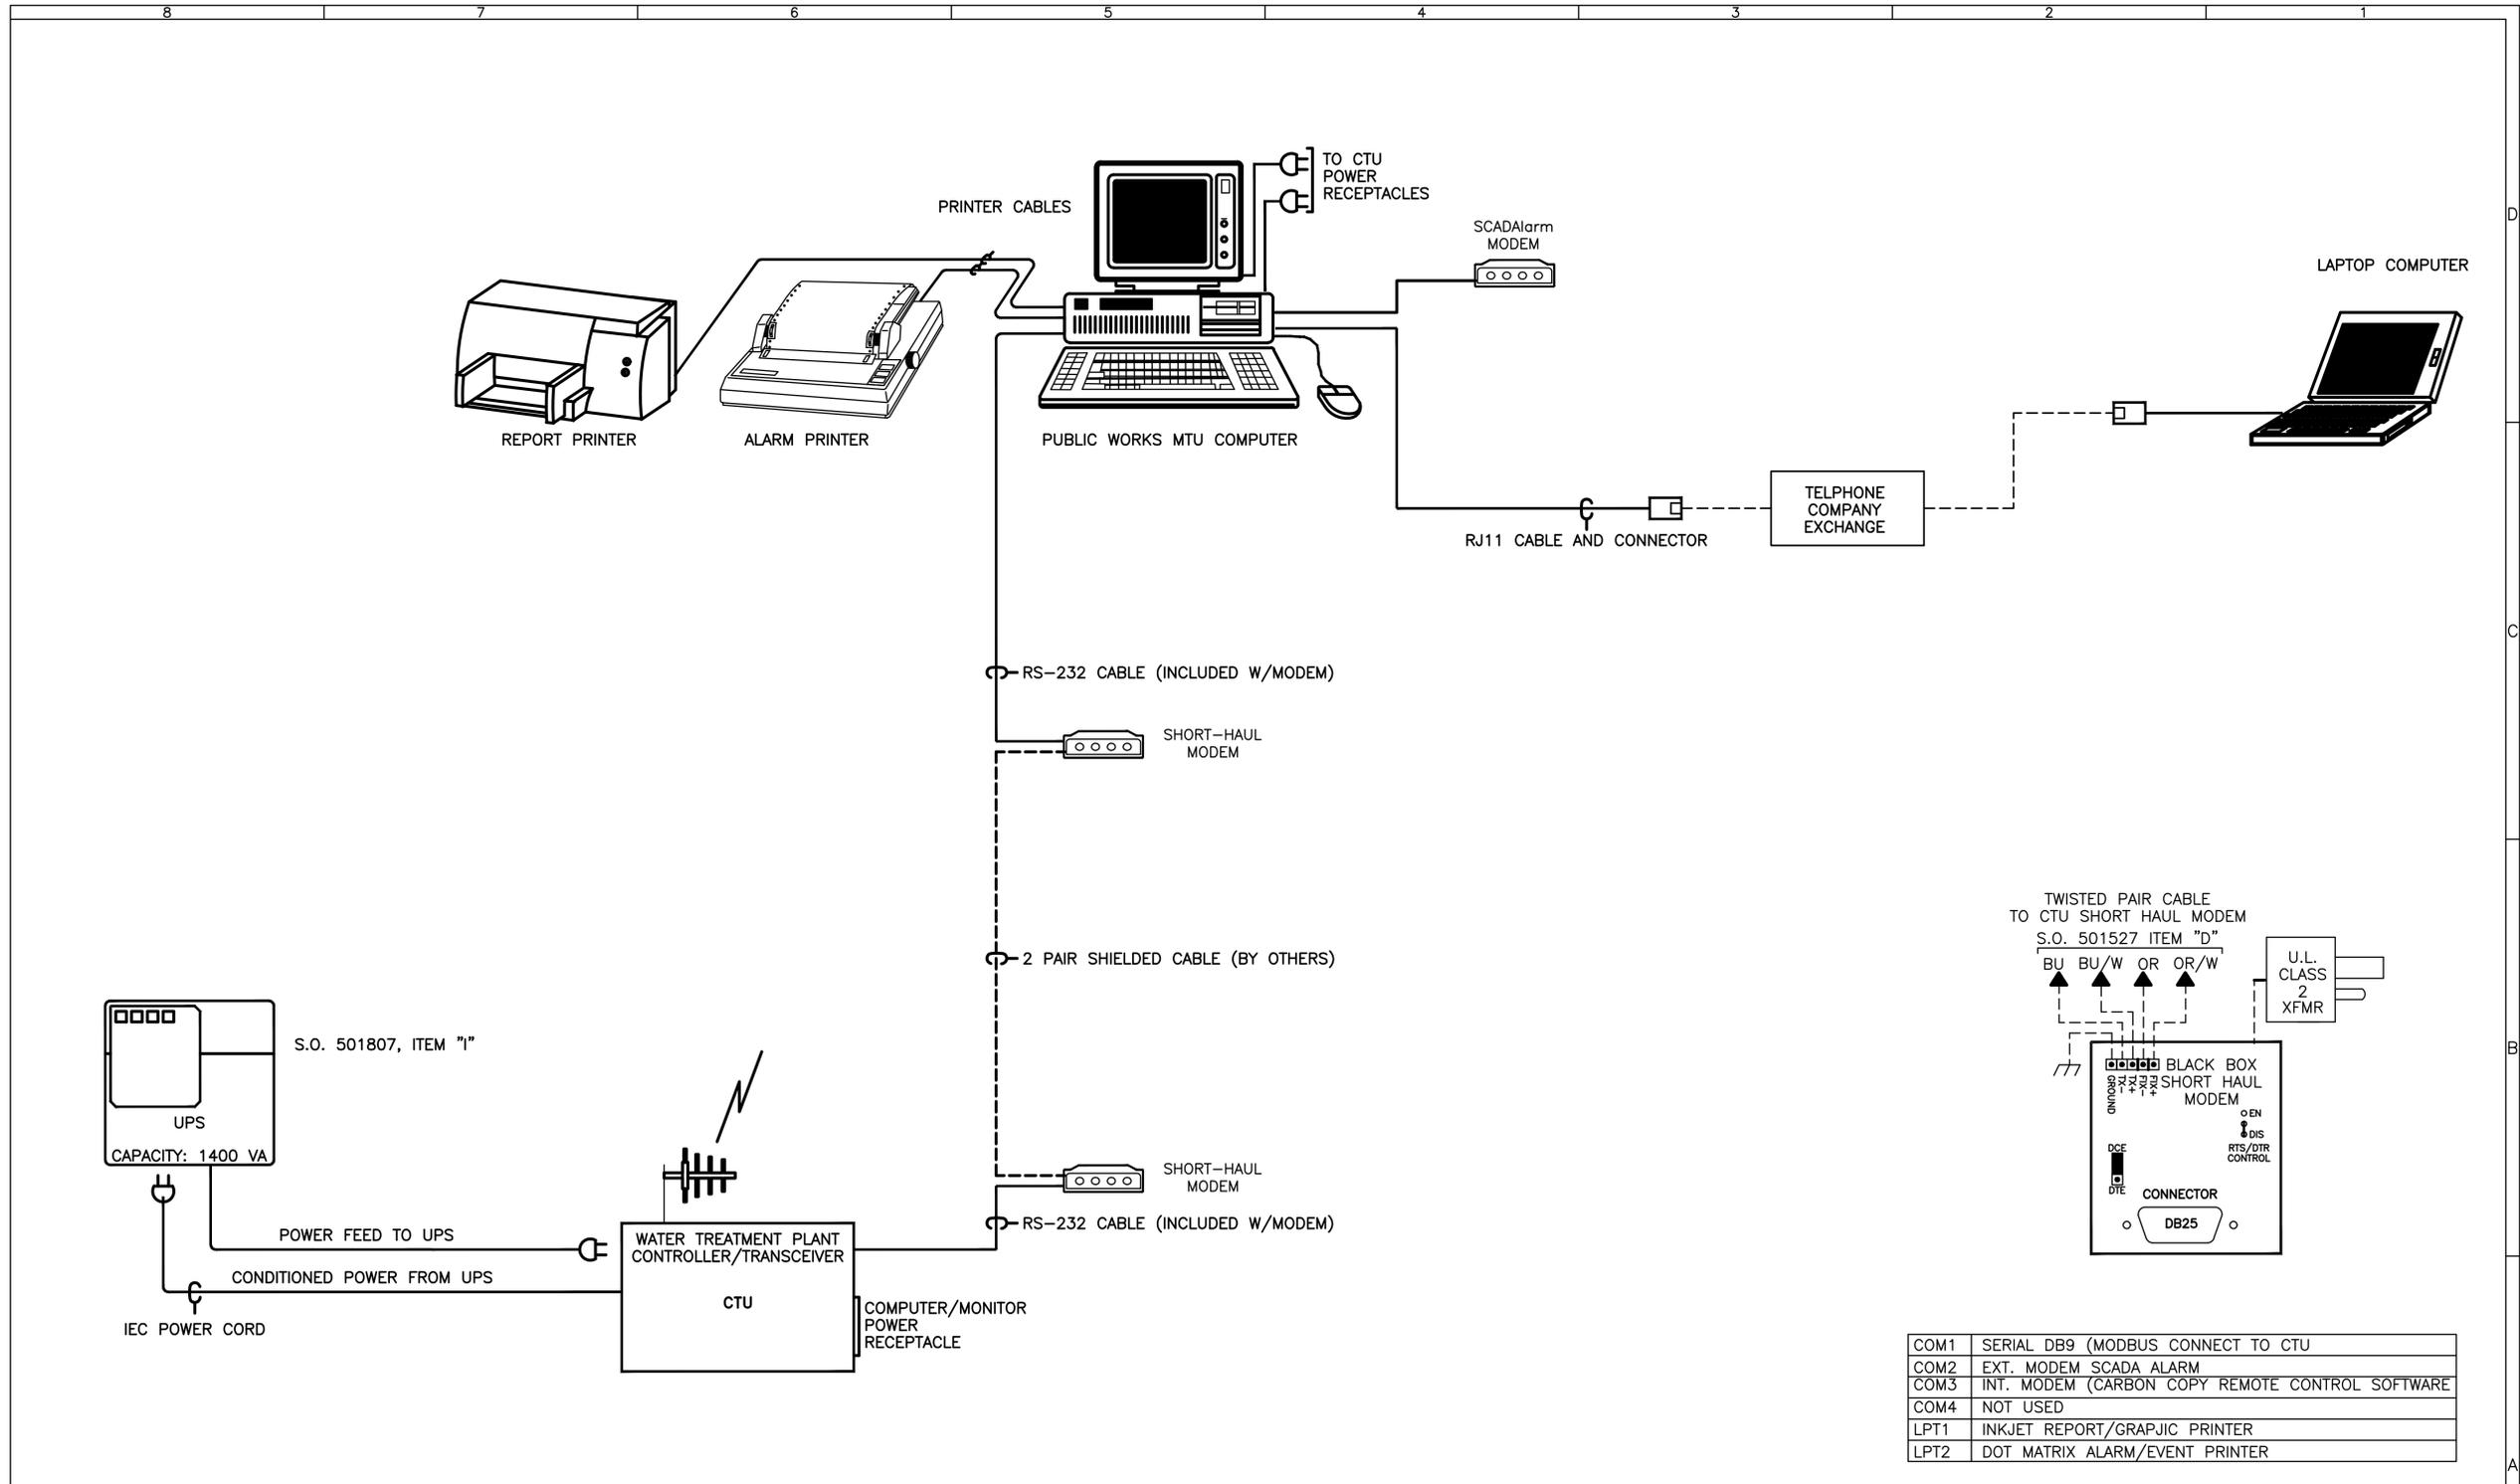 8 7 6 5 4 3 2 1
D
C
B
A
PRINTER CABLES
TO CTU
POWER
RECEPTACLES
SCADAlarm
MODEM
LAPTOP COMPUTER
REPORT PRINTER
ALARM PRINTER
PUBLIC WORKS MTU COMPUTER
TELPHONE
COMPANY
EXCHANGE
RJ11 CABLE AND CONNECTOR
RS-232 CABLE (INCLUDED W/MODEM)
SHORT-HAUL
MODEM
2 PAIR SHIELDED CABLE (BY OTHERS)
SHORT-HAUL
MODEM
RS-232 CABLE (INCLUDED W/MODEM)
S.O. 501807, ITEM "I"
UPS
CAPACITY: 1400 VA
POWER FEED TO UPS
CONDITIONED POWER FROM UPS
IEC POWER CORD
WATER TREATMENT PLANT
CONTROLLER/TRANSCEIVER
CTU
COMPUTER/MONITOR
POWER
RECEPTACLE
TWISTED PAIR CABLE
TO CTU SHORT HAUL MODEM
S.O. 501527 ITEM "D"
BU BU/W OR OR/W
U.L.
CLASS
2
XFMR
BLACK BOX
SHORT HAUL
MODEM
GROUND
TX-
TX+
FIX-
FIX+
EN
DIS
RTS/DTR
CONTROL
DCE
DTE
CONNECTOR
DB25
COM1 SERIAL DB9 (MODBUS CONNECT TO CTU
COM2 EXT. MODEM SCADA ALARM
COM3 INT. MODEM (CARBON COPY REMOTE CONTROL SOFTWARE
COM4 NOT USED
LPT1 INKJET REPORT/GRAPJIC PRINTER
LPT2 DOT MATRIX ALARM/EVENT PRINTER